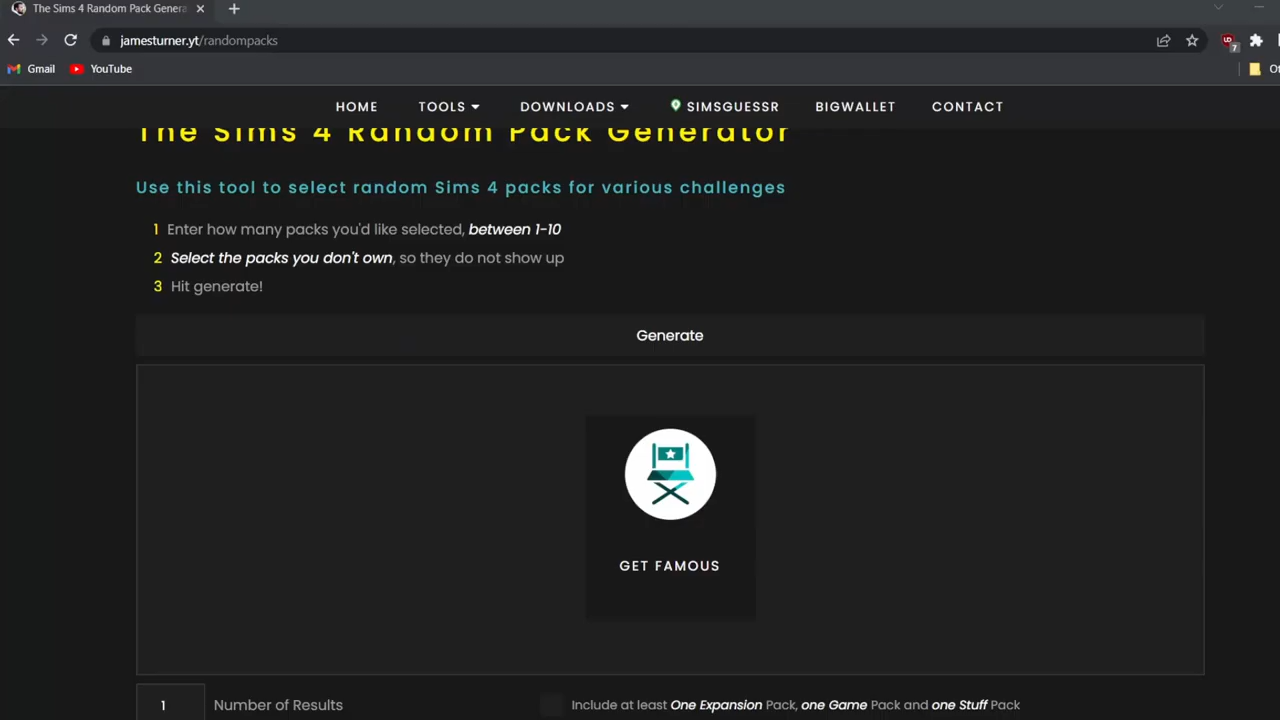 The Sims 4 Random Pack Genera
jamesturner.yt/randompacks
7
Gmail
YouTube
HOME
TOOLS
DOWNLOADS
SIMSGUESSR
BIGWALLET
CONTACT
The Sims 4 Random Pack Generator
Use this tool to select random Sims 4 packs for various challenges
1 Enter how many packs you'd like selected, between 1-10
2 Select the packs you don't own, so they do not show up
3 Hit generate!
Generate
GET FAMOUS
1 Number of Results
Include at least One Expansion Pack, one Game Pack and one Stuff Pack